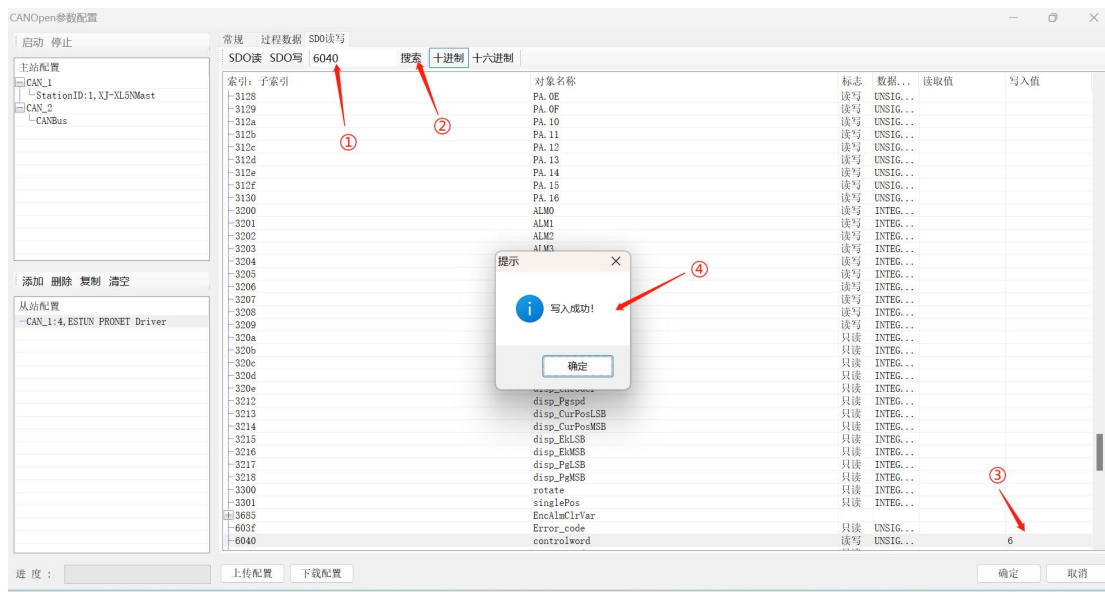 CANOpen参数配置
启动 停止
主站配置
CAN_1
StationID:1,XJ-XL5NMast
CAN_2
CANBus
添加 删除 复制 清空
从站配置
CAN_1:4,ESTUN PRONET Driver
进 度 :
常规 过程数据 SDO读写
SDO读 SDO写 6040 搜索 十进制 十六进制
索引: 子索引 对象名称 标志 数据... 读取值 写入值
3128 PA.0E 读写 UNSIG...
3129 PA.0F 读写 UNSIG...
312a PA.10 读写 UNSIG...
312b PA.11 读写 UNSIG...
312c PA.12 读写 UNSIG...
312d PA.13 读写 UNSIG...
312e PA.14 读写 UNSIG...
312f PA.15 读写 UNSIG...
3130 PA.16 读写 UNSIG...
3200 ALM0 读写 INTEG...
3201 ALM1 读写 INTEG...
3202 ALM2 读写 INTEG...
3203 ALM3 读写 INTEG...
3204 读写 INTEG...
3205 读写 INTEG...
3206 读写 INTEG...
3207 读写 INTEG...
3208 读写 INTEG...
3209 读写 INTEG...
320a 只读 INTEG...
320b 只读 INTEG...
320c 只读 INTEG...
320d 只读 INTEG...
320e 只读 INTEG...
3212 disp_Pgspd 只读 INTEG...
3213 disp_CurPosLSB 只读 INTEG...
3214 disp_CurPosMSB 只读 INTEG...
3215 disp_EkLSB 只读 INTEG...
3216 disp_EkMSB 只读 INTEG...
3217 disp_PgLSB 只读 INTEG...
3218 disp_PgMSB 只读 INTEG...
3300 rotate 只读 INTEG...
3301 singlePos 只读 INTEG...
3685 EncAlmClrVar
603f Error_code 只读 UNSIG...
6040 controlword 读写 UNSIG... 6
①
②
③
④
提示
写入成功!
确定
上传配置 下载配置 确定 取消